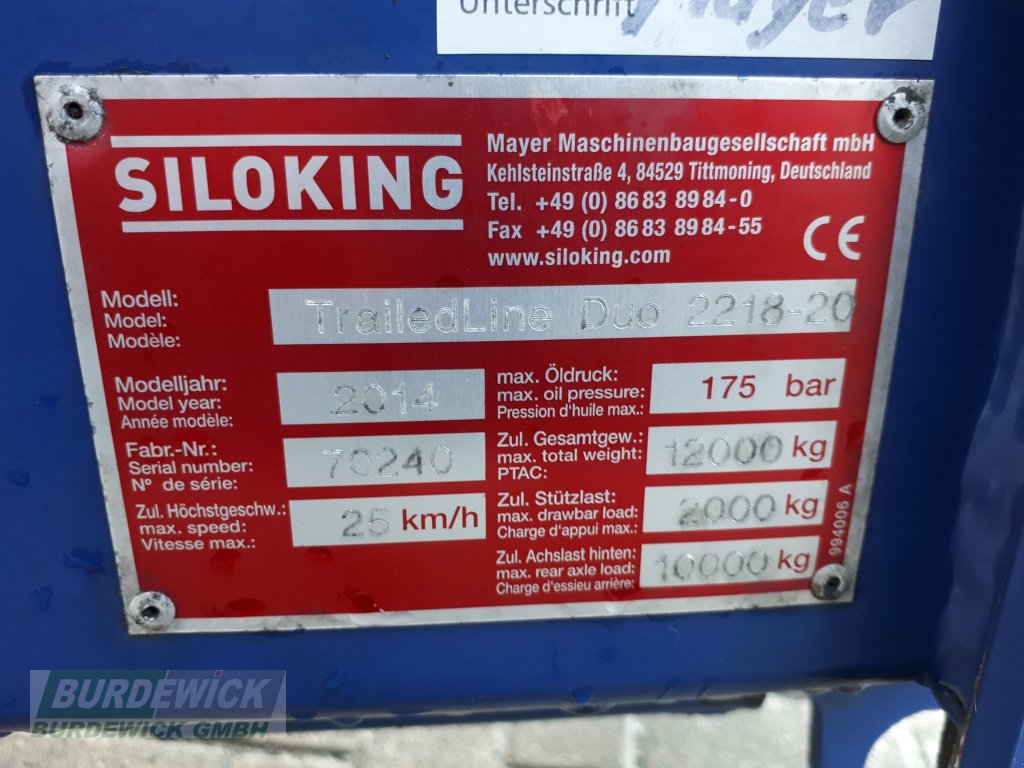 Unterschrift Mayer
SILOKING
Mayer Maschinenbaugesellschaft mbH
Kehlsteinstraße 4, 84529 Tittmoning, Deutschland
Tel. +49 (0) 86 83 89 84-0
Fax +49 (0) 86 83 89 84-55
www.siloking.com
CE
Modell:
Model:
Modèle:
TrailedLine Duo 2218-20
Modelljahr:
Model year:
Année modèle:
2014
Fabr.-Nr.:
Serial number:
N° de série:
70240
Zul. Höchstgeschw.:
max. speed:
Vitesse max.:
25 km/h
max. Öldruck:
max. oil pressure:
Pression d'huile max.:
175 bar
Zul. Gesamtgew.:
max. total weight:
PTAC:
12000 kg
Zul. Stützlast:
max. drawbar load:
Charge d'appui max.:
2000 kg
Zul. Achslast hinten:
max. rear axle load:
Charge d'essieu arrière:
10000 kg
994006 A
BURDEWICK
BURDEWICK GMBH